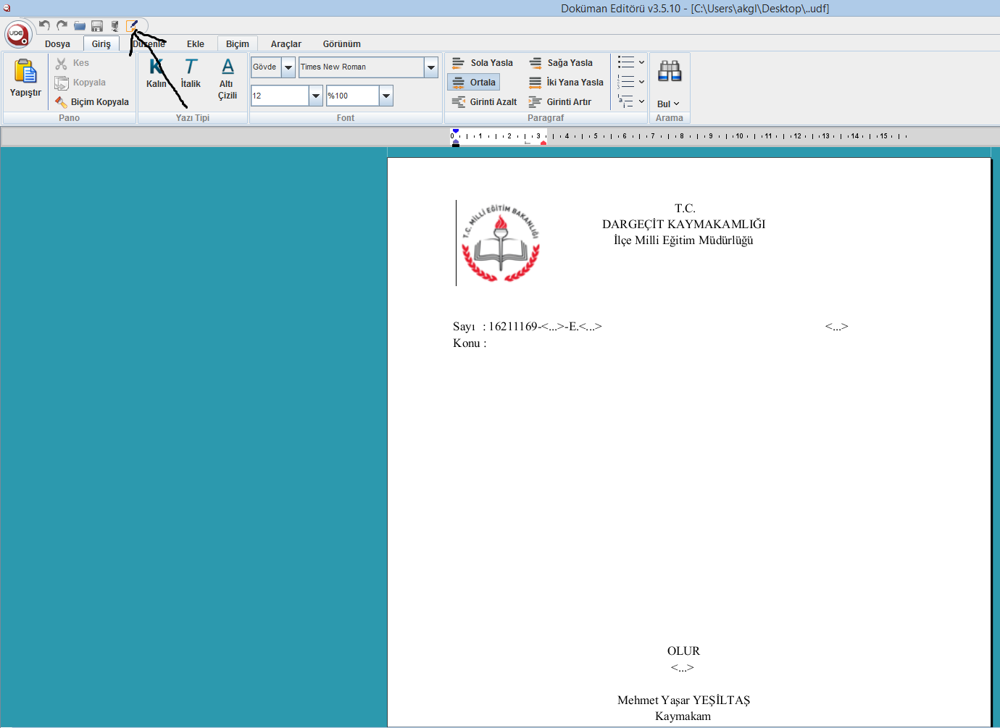 Doküman Editörü v3.5.10 - [C:\Users\akgl\Desktop\..udf]
UDE
Dosya Giriş Düzenle Ekle Biçim Araçlar Görünüm
Yapıştır
Kes
Kopyala
Biçim Kopyala
Pano
K T A
Kalın İtalik Altı Çizili
Yazı Tipi
Gövde Times New Roman
12 %100
Font
Sola Yasla Sağa Yasla
Ortala İki Yana Yasla
Girinti Azalt Girinti Artır
Paragraf
Bul
Arama
0 1 2 3 4 5 6 7 8 9 10 11 12 13 14 15
T.C. MİLLİ EĞİTİM BAKANLIĞI
T.C.
DARGEÇİT KAYMAKAMLIĞI
İlçe Milli Eğitim Müdürlüğü
Sayı : 16211169-<...>-E.<...> <...>
Konu :
OLUR
<...>
Mehmet Yaşar YEŞİLTAŞ
Kaymakam